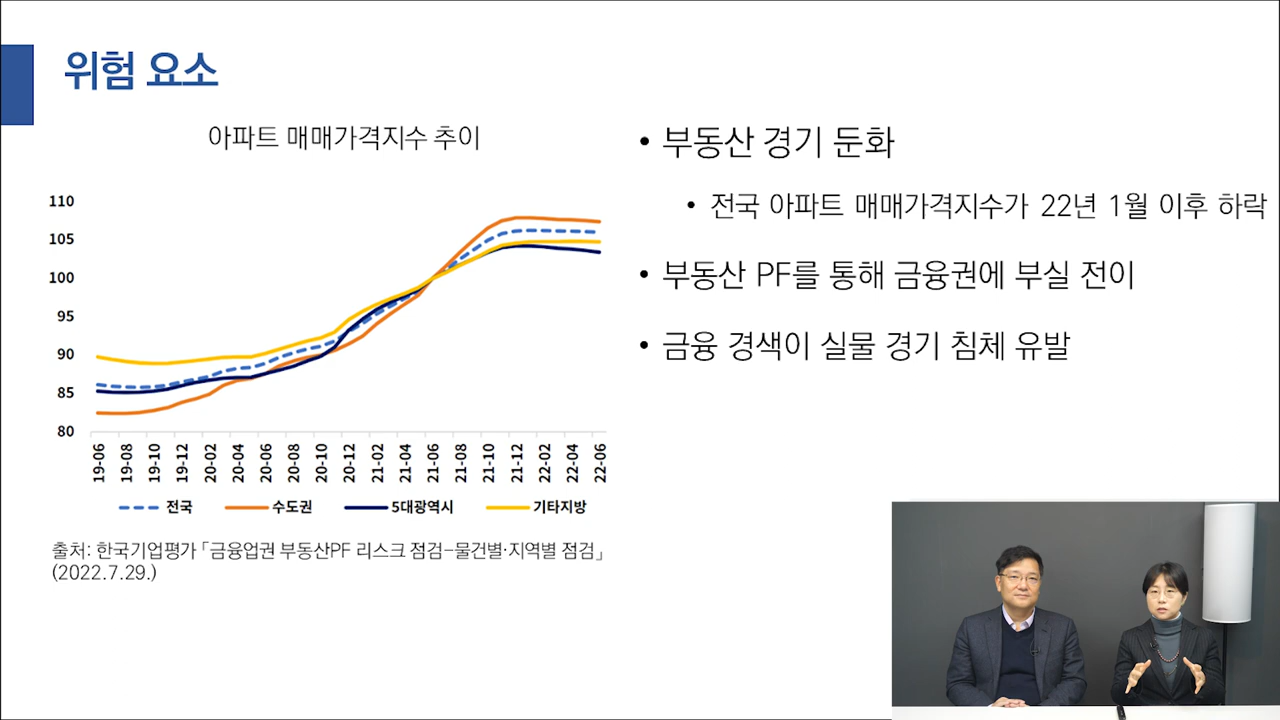 위험 요소
아파트 매매가격지수 추이
110
105
100
95
90
85
80
19-06
19-08
19-10
19-12
20-02
20-04
20-06
20-08
20-10
20-12
21-02
21-04
21-06
21-08
21-10
21-12
22-02
22-04
22-06
전국
수도권
5대광역시
기타지방
출처: 한국기업평가 「금융업권 부동산PF 리스크 점검-물건별·지역별 점검」
(2022.7.29.)
• 부동산 경기 둔화
• 전국 아파트 매매가격지수가 22년 1월 이후 하락
• 부동산 PF를 통해 금융권에 부실 전이
• 금융 경색이 실물 경기 침체 유발